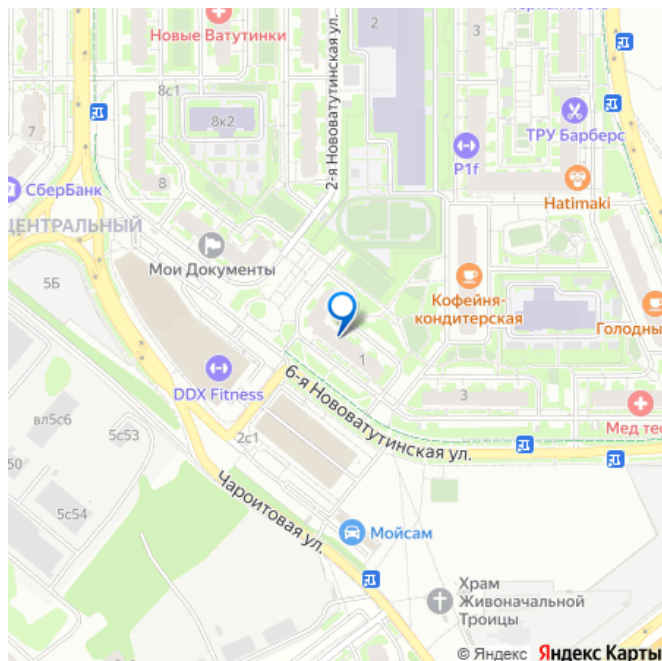 2
3
Новые Ватутинки
8с1
8к2
2-я Нововатутинская ул.
ТРУ Барберс
P1f
7
СберБанк
8
Hatimaki
ЦЕНТРАЛЬНЫЙ
Мои Документы
5Б
Кофейня-
кондитерская
Голодны
1
DDX Fitness
6-я Нововатутинская ул.
3
Мед тес
вл5с6
5с53
2с1
50
5с54
Чароитовая ул.
Мойсам
Храм
Живоначальной
Троицы
© Яндекс Яндекс Карты